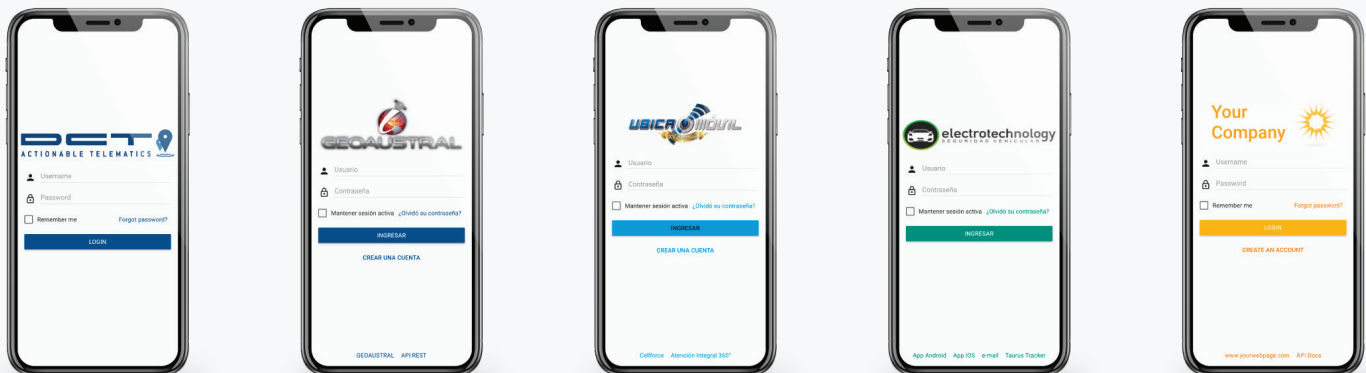 DCT
ACTIONABLE TELEMATICS
Username
Password
Remember me Forgot password?
LOGIN
GEOAUSTRAL
Usuario
Contraseña
Mantener sesión activa ¿Olvidó su contraseña?
INGRESAR
CREAR UNA CUENTA
GEOAUSTRAL API REST
UBICA MÓVIL
Usuario
Contraseña
Mantener sesión activa ¿Olvidó su contraseña?
INGRESAR
CREAR UNA CUENTA
Cellforce Atención Integral 360°
electrotechnology
SEGURIDAD VEHICULAR
Usuario
Contraseña
Mantener sesión activa ¿Olvidó su contraseña?
INGRESAR
App Android App IOS e-mail Taurus Tracker
Your
Company
Username
Password
Remember me Forgot password?
LOGIN
CREATE AN ACCOUNT
www.yourwebpage.com API Docs